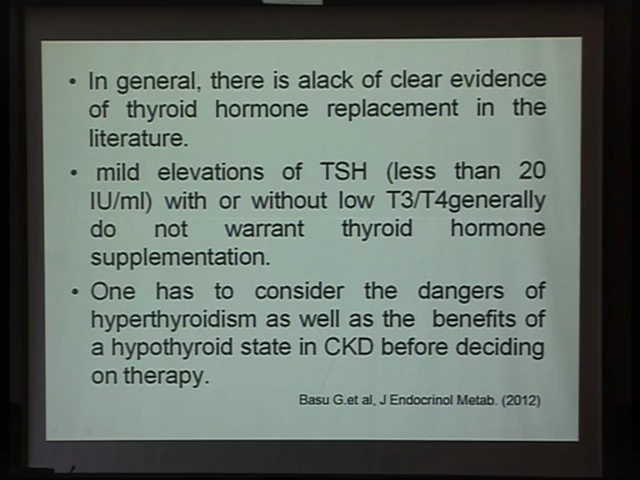 • In general, there is alack of clear evidence
of thyroid hormone replacement in the
literature.
• mild elevations of TSH (less than 20
IU/ml) with or without low T3/T4generally
do not warrant thyroid hormone
supplementation.
• One has to consider the dangers of
hyperthyroidism as well as the benefits of
a hypothyroid state in CKD before deciding
on therapy.
Basu G.et al, J Endocrinol Metab. (2012)